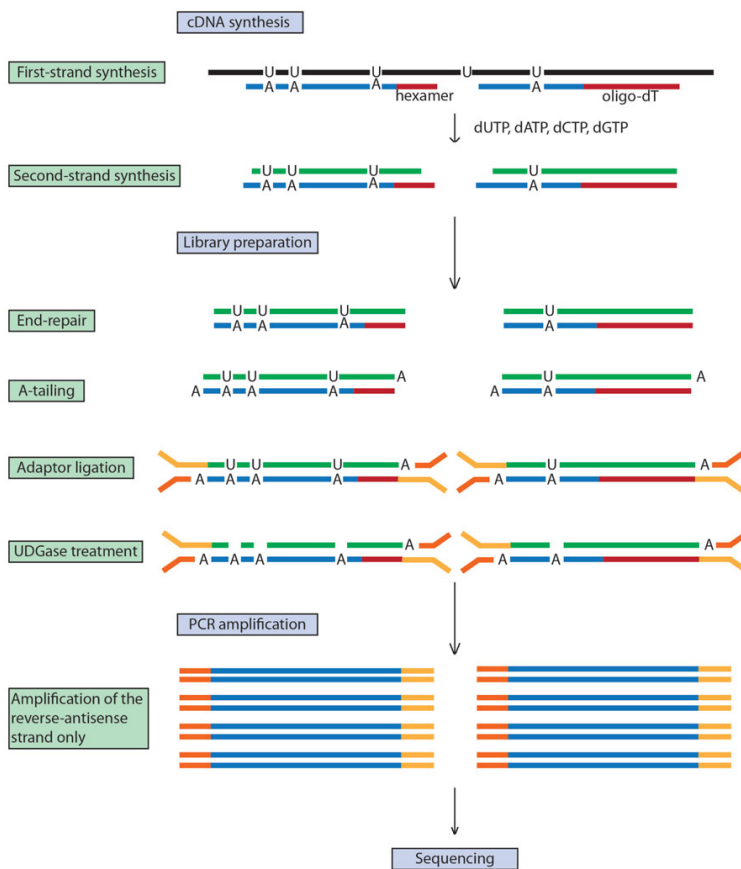 cDNA synthesis
First-strand synthesis
U U U U U
A A A A
hexamer oligo-dT
dUTP, dATP, dCTP, dGTP
Second-strand synthesis
U U U U
A A A A
Library preparation
End-repair
U U U U
A A A A
A-tailing
U U U A U A
A A A A A A
Adaptor ligation
U U U A U A
A A A A A A
UDGase treatment
A A
A A A A A A
PCR amplification
Amplification of the
reverse-antisense
strand only
Sequencing